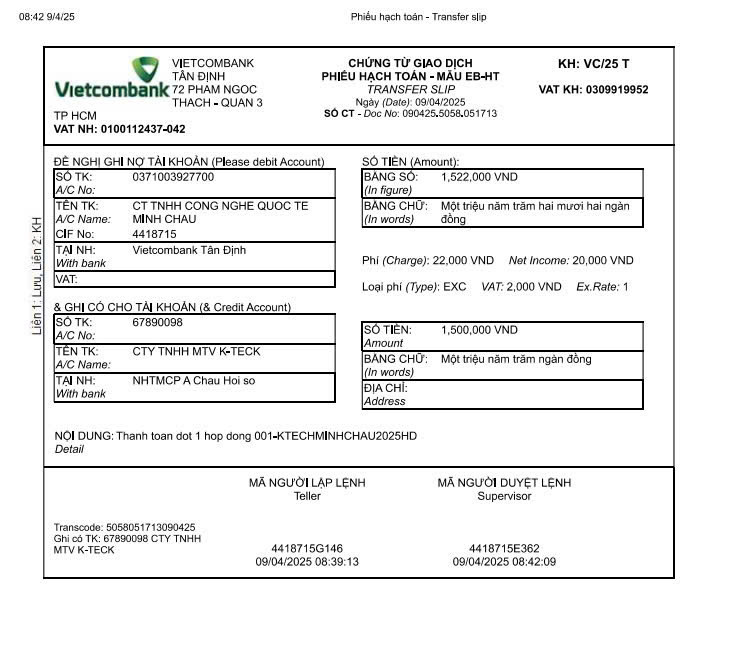 08:42 9/4/25
Phiếu hạch toán - Transfer slip
Vietcombank
VIETCOMBANK
TÂN ĐỊNH
72 PHAM NGOC
THACH - QUAN 3
TP HCM
VAT NH: 0100112437-042
CHỨNG TỪ GIAO DỊCH
PHIẾU HẠCH TOÁN - MẪU EB-HT
TRANSFER SLIP
Ngày (Date): 09/04/2025
SỐ CT - Doc No: 090425.5058.051713
KH: VC/25 T
VAT KH: 0309919952
Liên 1: Lưu, Liên 2: KH
ĐỀ NGHỊ GHI NỢ TÀI KHOẢN (Please debit Account)
SỐ TK: 0371003927700
A/C No:
TÊN TK: CT TNHH CONG NGHE QUOC TE
A/C Name: MINH CHAU
CIF No: 4418715
TẠI NH: Vietcombank Tân Định
With bank
VAT:
& GHI CÓ CHO TÀI KHOẢN (& Credit Account)
SỐ TK: 67890098
A/C No:
TÊN TK: CTY TNHH MTV K-TECK
A/C Name:
TẠI NH: NHTMCP A Chau Hoi so
With bank
SỐ TIỀN (Amount):
BẰNG SỐ: 1,522,000 VND
(In figure)
BẰNG CHỮ: Một triệu năm trăm hai mươi hai ngàn
(In words) đồng
Phí (Charge): 22,000 VND Net Income: 20,000 VND
Loại phí (Type): EXC VAT: 2,000 VND Ex.Rate: 1
SỐ TIỀN: 1,500,000 VND
Amount
BẰNG CHỮ: Một triệu năm trăm ngàn đồng
(In words)
ĐỊA CHỈ:
Address
NỘI DUNG: Thanh toan dot 1 hop dong 001-KTECHMINHCHAU2025HD
Detail
MÃ NGƯỜI LẬP LỆNH
Teller
MÃ NGƯỜI DUYỆT LỆNH
Supervisor
Transcode: 5058051713090425
Ghi có TK: 67890098 CTY TNHH
MTV K-TECK
4418715G146
09/04/2025 08:39:13
4418715E362
09/04/2025 08:42:09